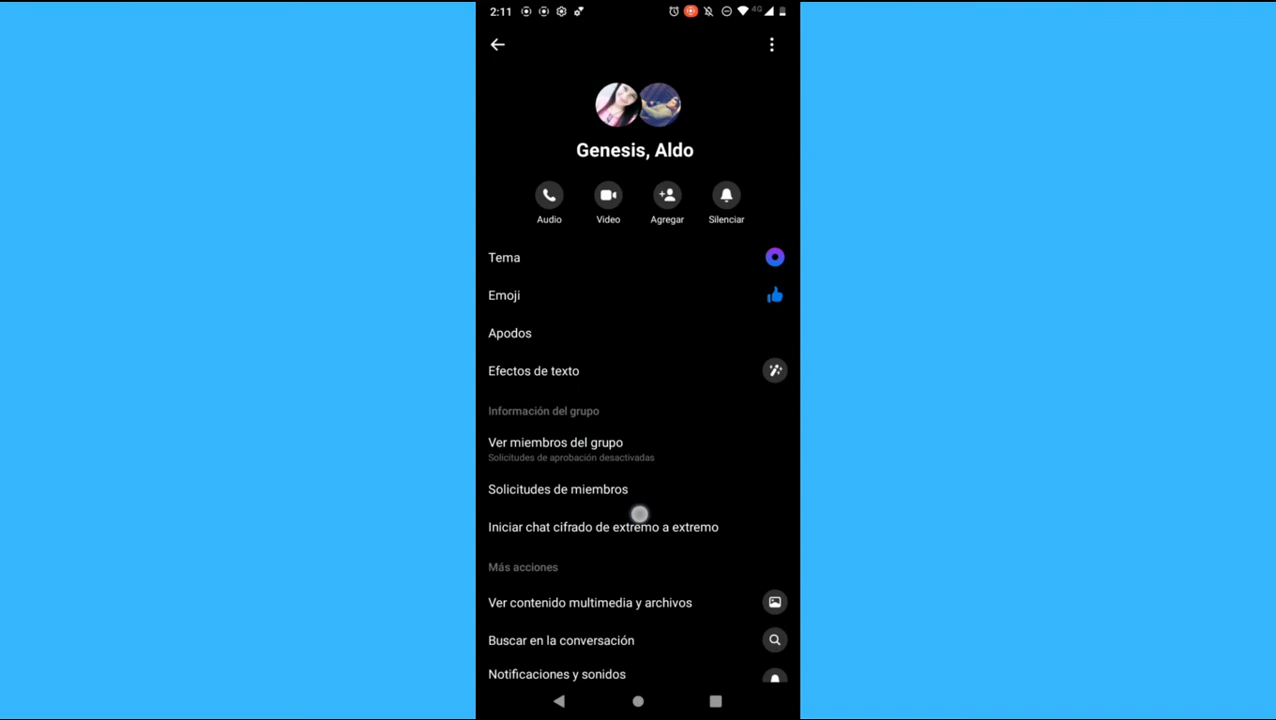 2:11
4G
Genesis, Aldo
Audio Video Agregar Silenciar
Tema
Emoji
Apodos
Efectos de texto
Información del grupo
Ver miembros del grupo
Solicitudes de aprobación desactivadas
Solicitudes de miembros
Iniciar chat cifrado de extremo a extremo
Más acciones
Ver contenido multimedia y archivos
Buscar en la conversación
Notificaciones y sonidos